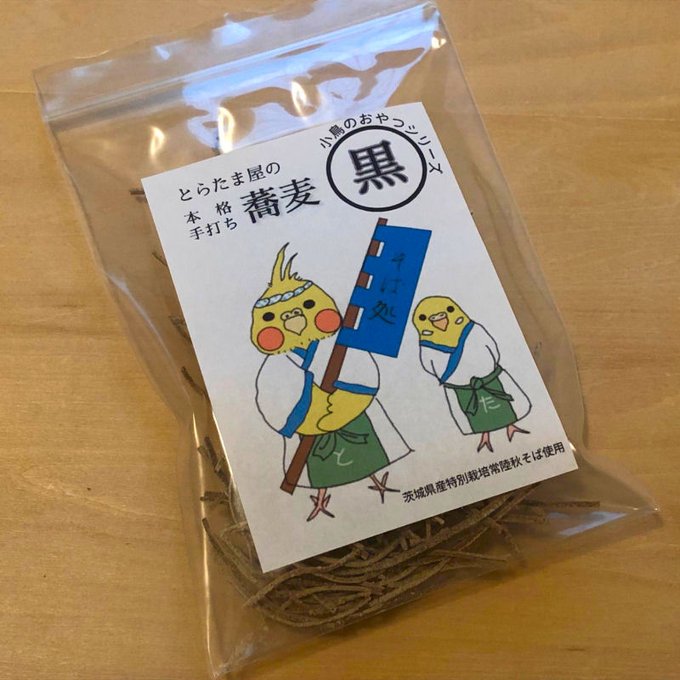 小鳥のおやつシリーズ
黒
とらたま屋の
本格
手打ち
蕎麦
そば処
と
た
茨城県産特別栽培常陸秋そば使用